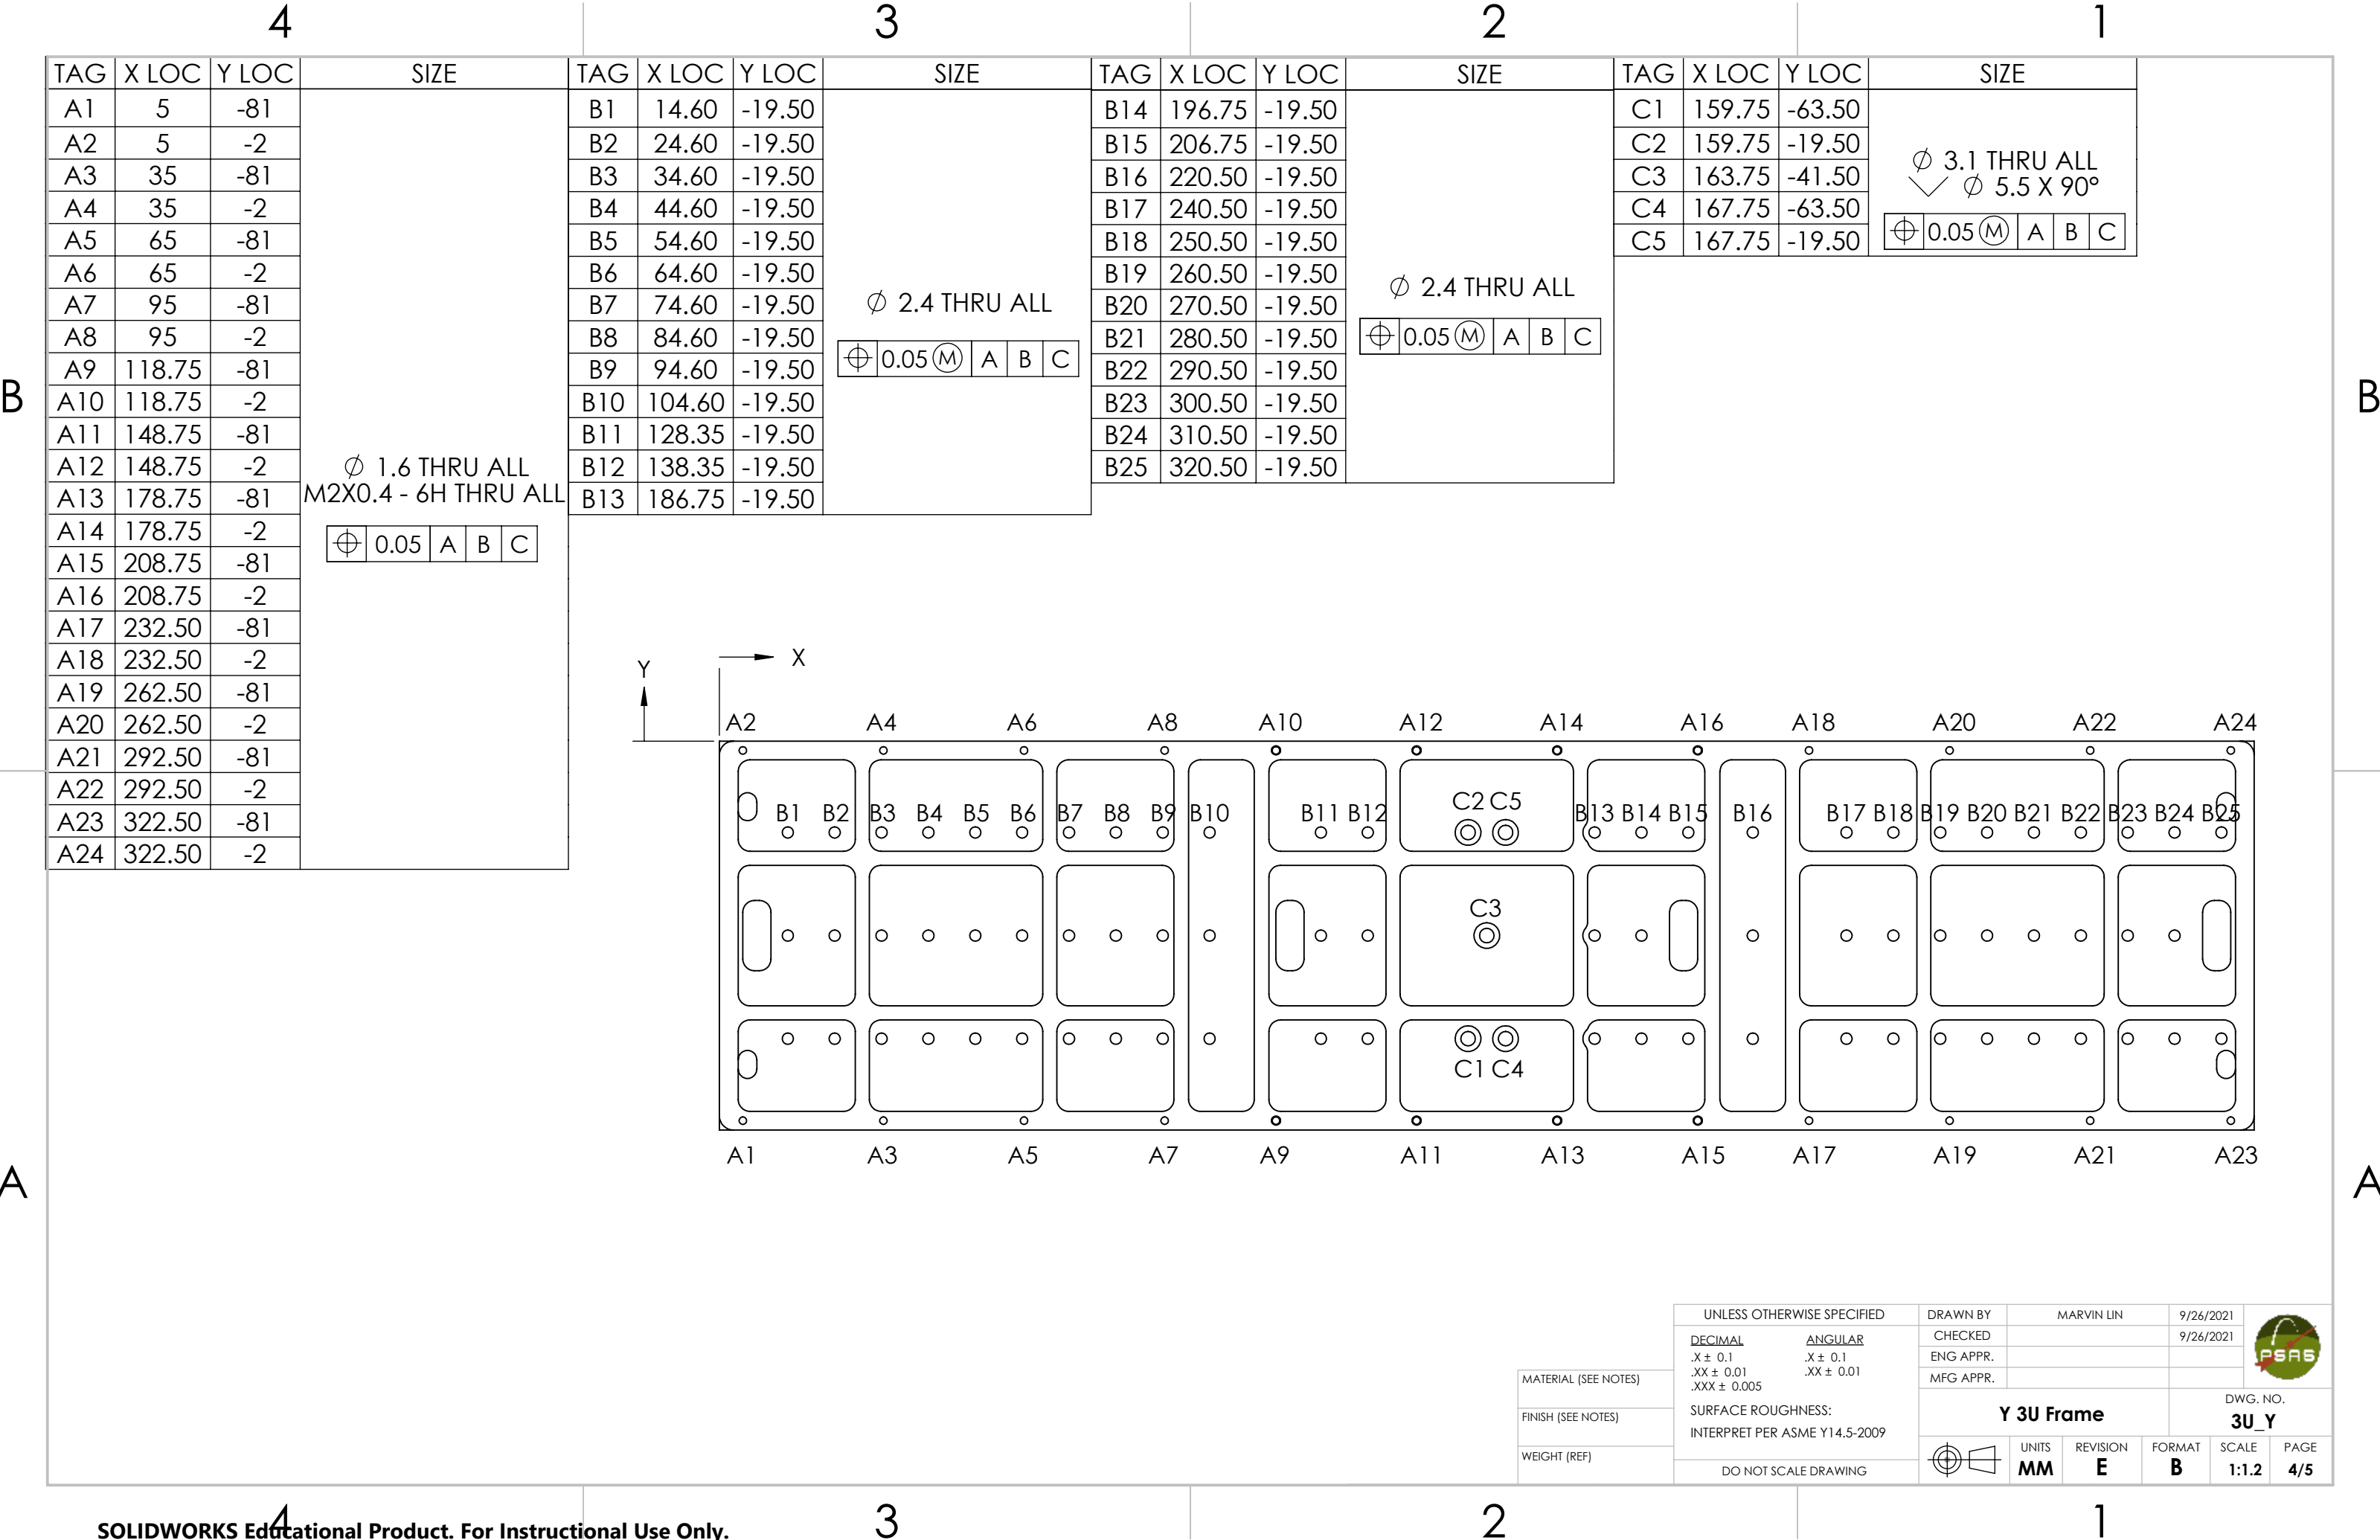 4 3 2 1
TAG X LOC Y LOC SIZE
A1 5 -81
A2 5 -2
A3 35 -81
A4 35 -2
A5 65 -81
A6 65 -2
A7 95 -81
A8 95 -2
A9 118.75 -81
A10 118.75 -2
A11 148.75 -81
A12 148.75 -2
A13 178.75 -81
A14 178.75 -2
A15 208.75 -81
A16 208.75 -2
A17 232.50 -81
A18 232.50 -2
A19 262.50 -81
A20 262.50 -2
A21 292.50 -81
A22 292.50 -2
A23 322.50 -81
A24 322.50 -2
∅ 1.6 THRU ALL
M2X0.4 - 6H THRU ALL
⌖ 0.05 A B C
TAG X LOC Y LOC SIZE
B1 14.60 -19.50
B2 24.60 -19.50
B3 34.60 -19.50
B4 44.60 -19.50
B5 54.60 -19.50
B6 64.60 -19.50
B7 74.60 -19.50
B8 84.60 -19.50
B9 94.60 -19.50
B10 104.60 -19.50
B11 128.35 -19.50
B12 138.35 -19.50
B13 186.75 -19.50
∅ 2.4 THRU ALL
⌖ 0.05 Ⓜ A B C
TAG X LOC Y LOC SIZE
B14 196.75 -19.50
B15 206.75 -19.50
B16 220.50 -19.50
B17 240.50 -19.50
B18 250.50 -19.50
B19 260.50 -19.50
B20 270.50 -19.50
B21 280.50 -19.50
B22 290.50 -19.50
B23 300.50 -19.50
B24 310.50 -19.50
B25 320.50 -19.50
∅ 2.4 THRU ALL
⌖ 0.05 Ⓜ A B C
TAG X LOC Y LOC SIZE
C1 159.75 -63.50
C2 159.75 -19.50
C3 163.75 -41.50
C4 167.75 -63.50
C5 167.75 -19.50
∅ 3.1 THRU ALL
⌵ ∅ 5.5 X 90°
⌖ 0.05 Ⓜ A B C
B B
Y X
A2 A4 A6 A8 A10 A12 A14 A16 A18 A20 A22 A24
C2 C5
B1 B2 B3 B4 B5 B6 B7 B8 B9 B10 B11 B12 B13 B14 B15 B16 B17 B18 B19 B20 B21 B22 B23 B24 B25
C3
C1 C4
A1 A3 A5 A7 A9 A11 A13 A15 A17 A19 A21 A23
A A
MATERIAL (SEE NOTES)
FINISH (SEE NOTES)
WEIGHT (REF)
UNLESS OTHERWISE SPECIFIED
DECIMAL ANGULAR
.X ± 0.1 .X ± 0.1
.XX ± 0.01 .XX ± 0.01
.XXX ± 0.005
SURFACE ROUGHNESS:
INTERPRET PER ASME Y14.5-2009
DO NOT SCALE DRAWING
DRAWN BY MARVIN LIN 9/26/2021
CHECKED 9/26/2021
ENG APPR.
MFG APPR.
PSAS
Y 3U Frame
DWG. NO.
3U_Y
UNITS REVISION FORMAT SCALE PAGE
MM E B 1:1.2 4/5
4 3 2 1
SOLIDWORKS Educational Product. For Instructional Use Only.